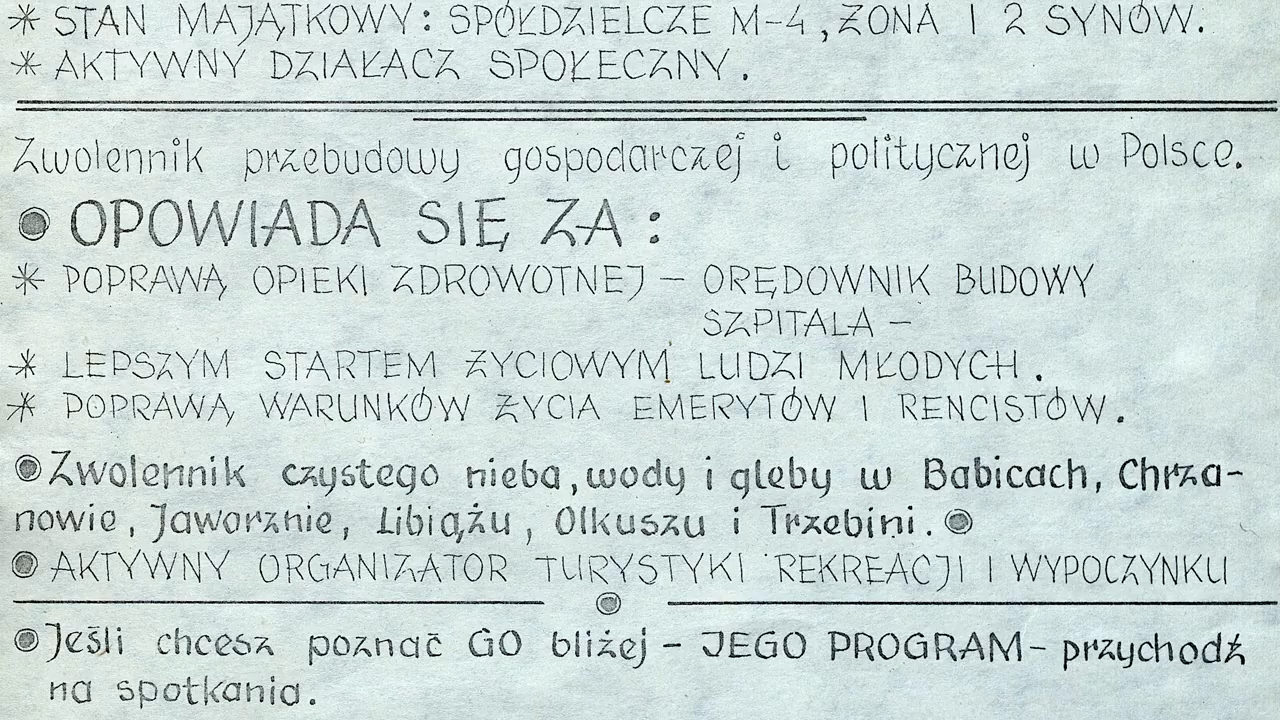 * STAN MAJĄTKOWY: SPÓŁDZIELCZE M-4, ŻONA I 2 SYNÓW.
* AKTYWNY DZIAŁACZ SPOŁECZNY.
Zwolennik przebudowy gospodarczej i politycznej w Polsce.
OPOWIADA SIĘ ZA:
* POPRAWĄ OPIEKI ZDROWOTNEJ – ORĘDOWNIK BUDOWY
SZPITALA –
* LEPSZYM STARTEM ŻYCIOWYM LUDZI MŁODYCH.
* POPRAWĄ WARUNKÓW ŻYCIA EMERYTÓW I RENCISTÓW.
Zwolennik czystego nieba, wody i gleby w Babicach, Chrza-
nowie, Jaworznie, Libiążu, Olkuszu i Trzebini.
AKTYWNY ORGANIZATOR TURYSTYKI REKREACJI I WYPOCZYNKU
Jeśli chcesz poznać GO bliżej – JEGO PROGRAM – przychodź
na spotkania.